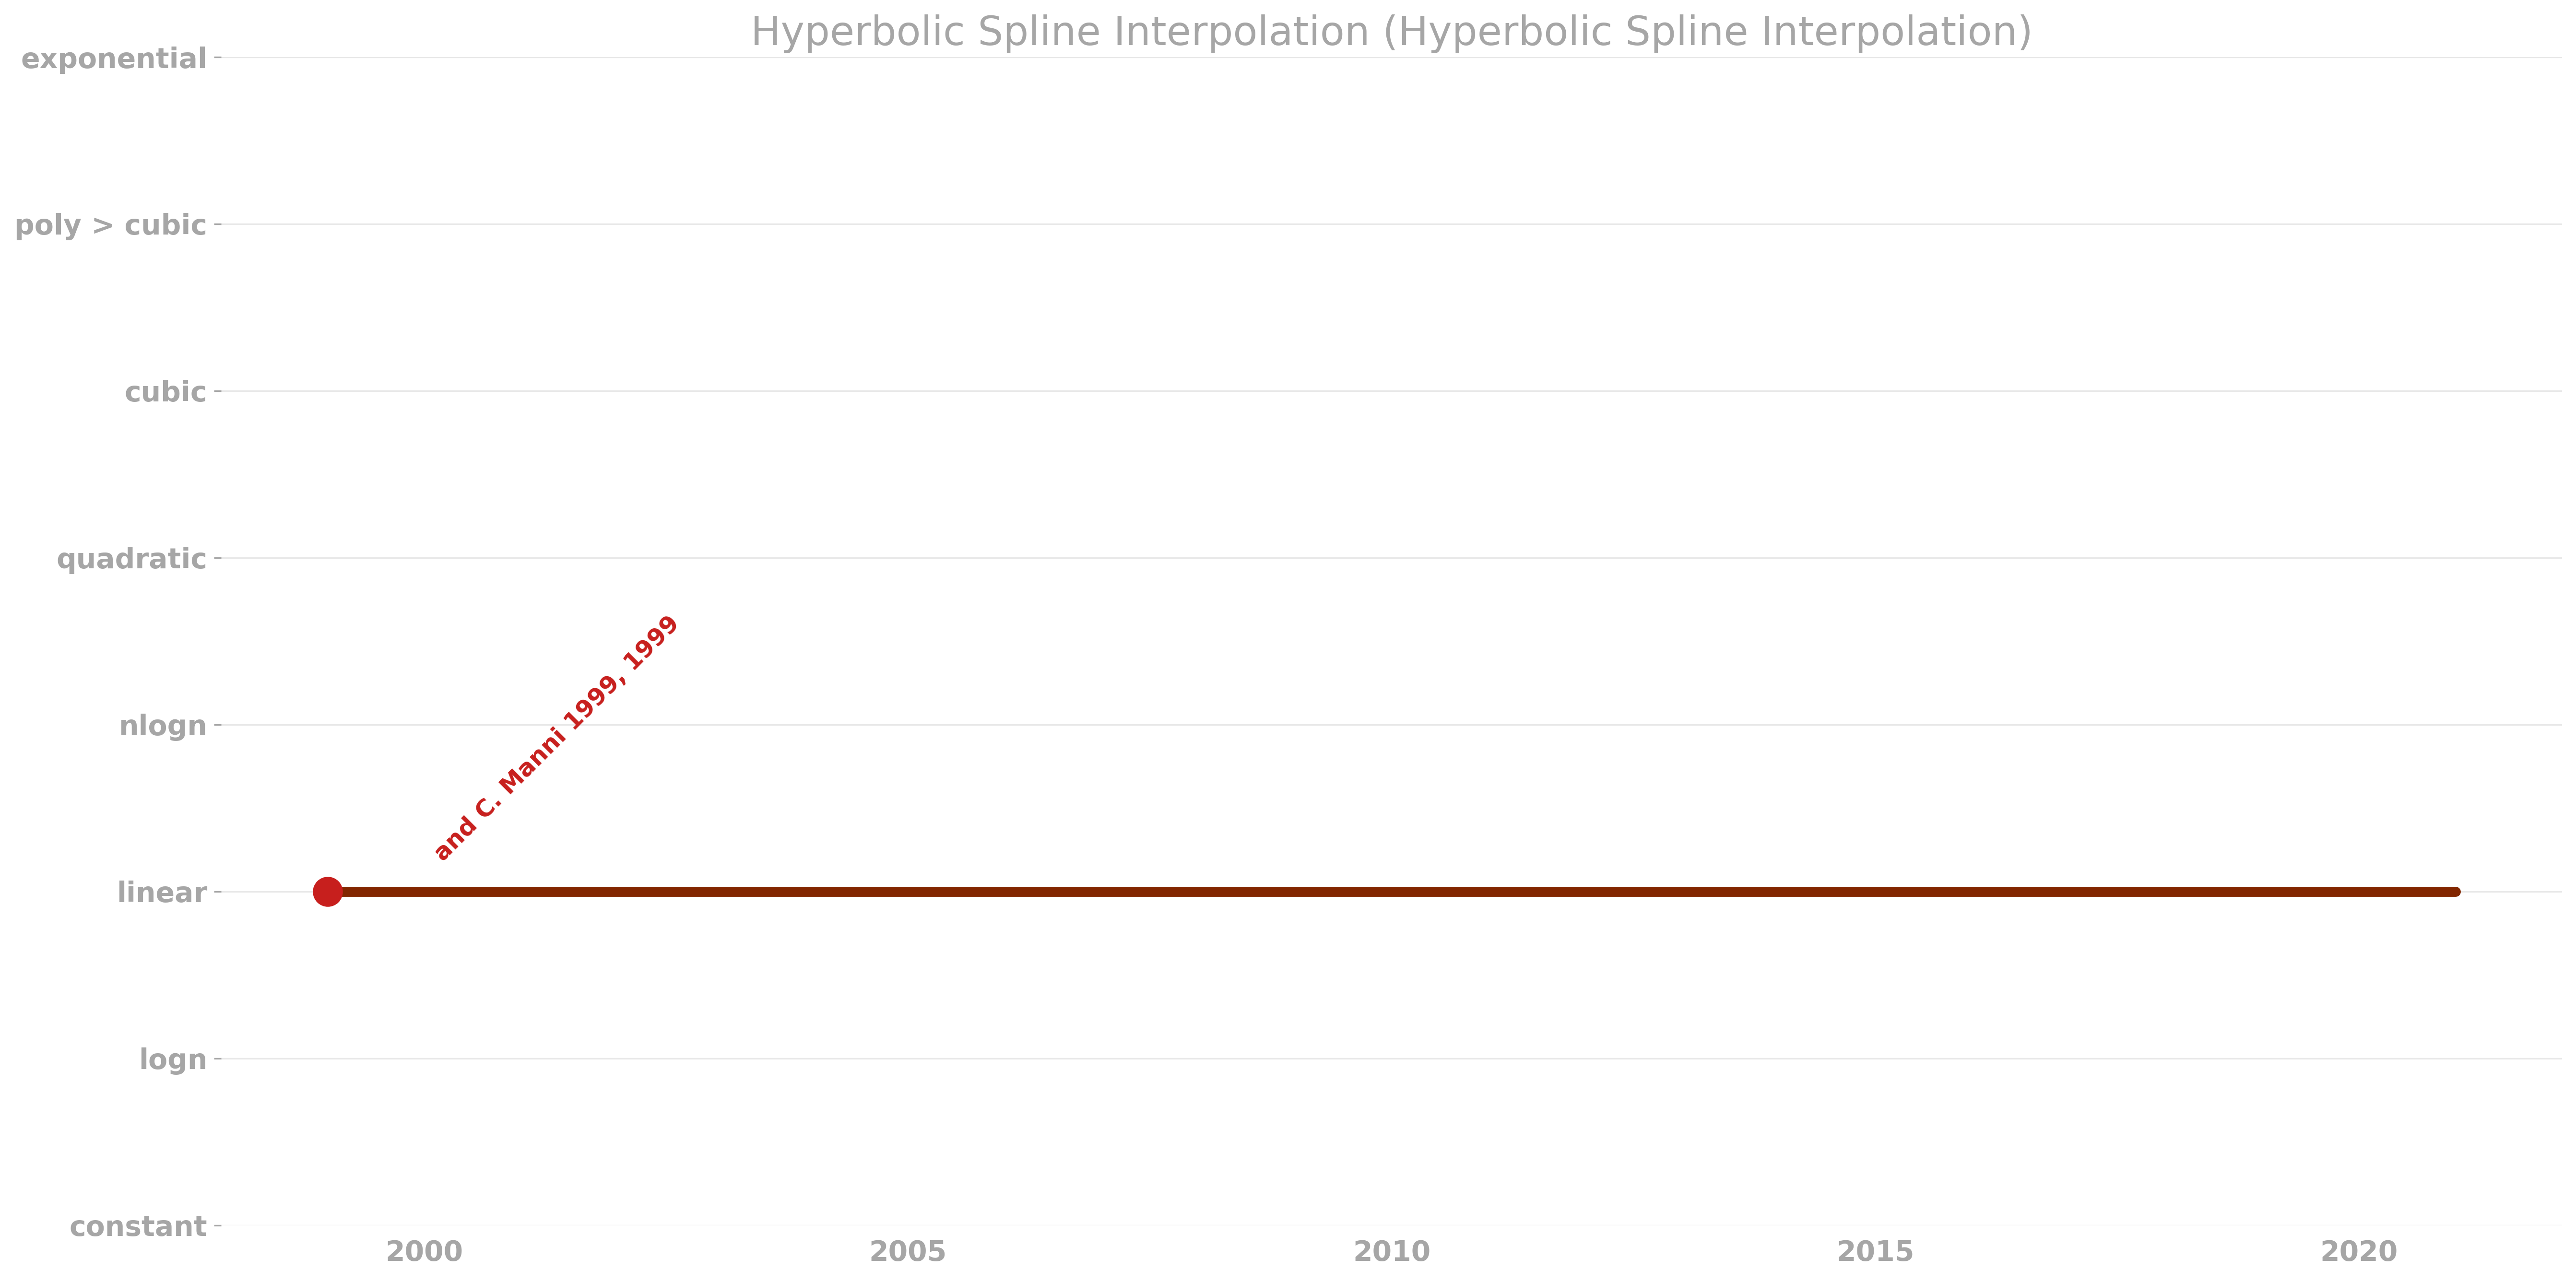 Hyperbolic Spline Interpolation (Hyperbolic Spline Interpolation)
exponential
poly > cubic
cubic
quadratic
and C. Manni 1999, 1999
nlogn
linear
logn
constant
2000 2005 2010 2015 2020